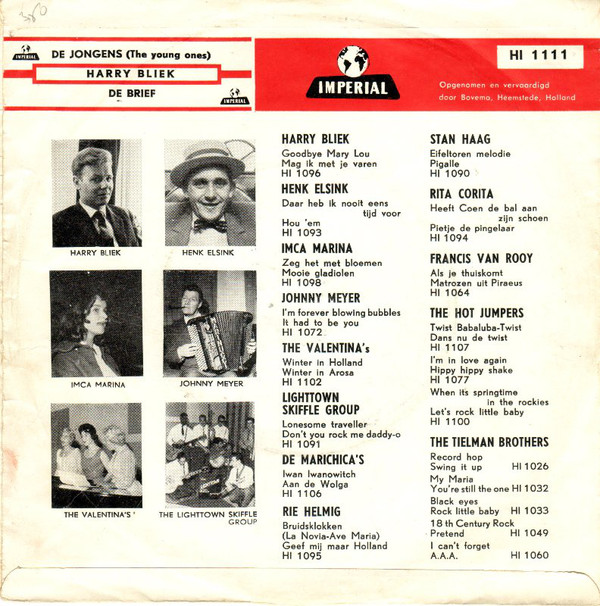 DE JONGENS (The young ones)
HARRY BLIEK
DE BRIEF
IMPERIAL
IMPERIAL
IMPERIAL
HI 1111
Opgenomen en vervaardigd
door Bovema, Heemstede, Holland
HARRY BLIEK
HENK ELSINK
IMCA MARINA
JOHNNY MEYER
THE VALENTINA'S
THE LIGHTTOWN SKIFFLE
GROUP
HARRY BLIEK
Goodbye Mary Lou
Mag ik met je varen
HI 1096
HENK ELSINK
Daar heb ik nooit eens
tijd voor
Hou 'em
HI 1093
IMCA MARINA
Zeg het met bloemen
Mooie gladiolen
HI 1098
JOHNNY MEYER
I'm forever blowing bubbles
It had to be you
HI 1072
THE VALENTINA's
Winter in Holland
Winter in Arosa
HI 1102
LIGHTTOWN
SKIFFLE GROUP
Lonesome traveller
Don't you rock me daddy-o
HI 1091
DE MARICHICA'S
Iwan Iwanowitch
Aan de Wolga
HI 1106
RIE HELMIG
Bruidsklokken
(La Novia-Ave Maria)
Geef mij maar Holland
HI 1095
STAN HAAG
Eifeltoren melodie
Pigalle
HI 1090
RITA CORITA
Heeft Coen de bal aan
zijn schoen
Pietje de pingelaar
HI 1094
FRANCIS VAN ROOY
Als je thuiskomt
Matrozen uit Piraeus
HI 1064
THE HOT JUMPERS
Twist Babaluba-Twist
Dans nu de twist
HI 1107
I'm in love again
Hippy hippy shake
HI 1077
When its springtime
in the rockies
Let's rock little baby
HI 1100
THE TIELMAN BROTHERS
Record hop
Swing it up HI 1026
My Maria
You're still the one HI 1032
Black eyes
Rock little baby HI 1033
18 th Century Rock
Pretend HI 1049
I can't forget
A.A.A. HI 1060